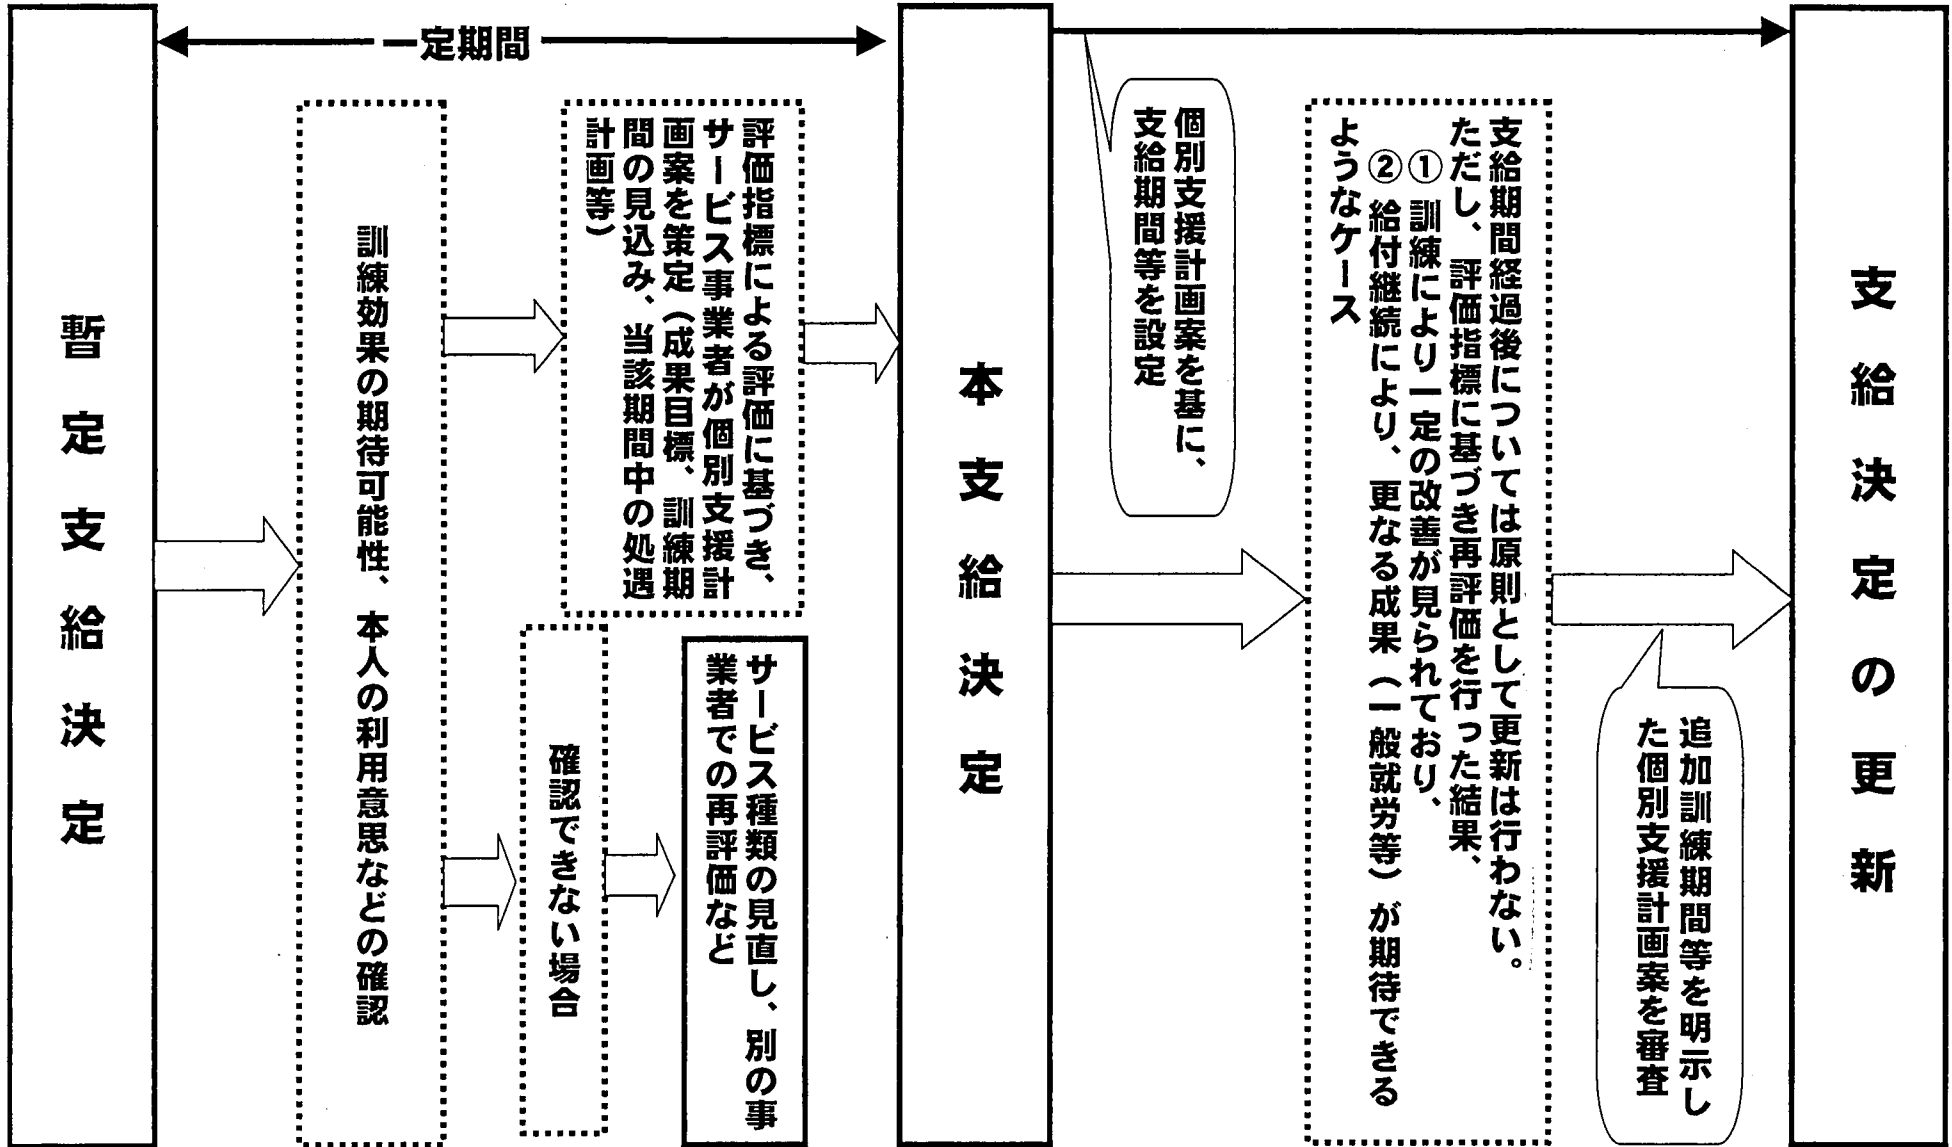 暫定支給決定
一定期間
訓練効果の期待可能性、本人の利用意思などの確認
評価指標による評価に基づき、
サービス事業者が個別支援計
画案を策定（成果目標、訓練期
間の見込み、当該期間中の処遇
計画等）
確認できない場合
サービス種類の見直し、別の事
業者での再評価など
本支給決定
個別支援計画案を基に、
支給期間等を設定
支給期間経過後については原則として更新は行わない。
ただし、評価指標に基づき再評価を行った結果、
①訓練により一定の改善が見られており、
②給付継続により、更なる成果（一般就労等）が期待できる
ようなケース
追加訓練期間等を明示し
た個別支援計画案を審査
支給決定の更新